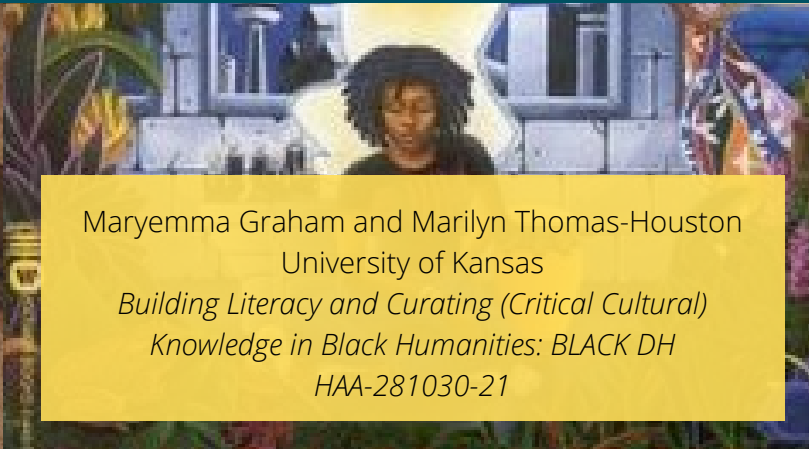 Maryemma Graham and Marilyn Thomas-Houston
University of Kansas
Building Literacy and Curating (Critical Cultural)
Knowledge in Black Humanities: BLACK DH
HAA-281030-21